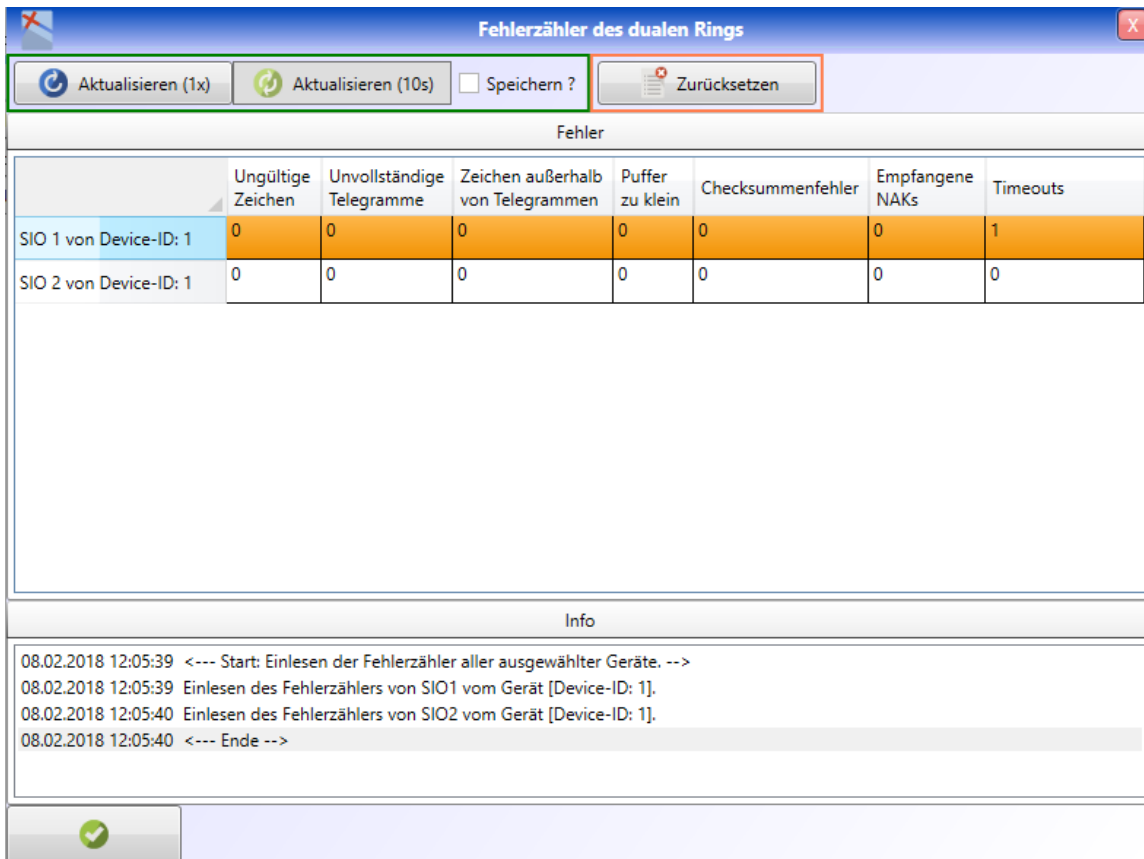 Fehlerzähler des dualen Rings
X
Aktualisieren (1x) Aktualisieren (10s) Speichern ? Zurücksetzen
Fehler
Ungültige Zeichen Unvollständige Telegramme Zeichen außerhalb von Telegrammen Puffer zu klein Checksummenfehler Empfangene NAKs Timeouts
SIO 1 von Device-ID: 1 0 0 0 0 0 0 1
SIO 2 von Device-ID: 1 0 0 0 0 0 0 0
Info
08.02.2018 12:05:39 <--- Start: Einlesen der Fehlerzähler aller ausgewählter Geräte. -->
08.02.2018 12:05:39 Einlesen des Fehlerzählers von SIO1 vom Gerät [Device-ID: 1].
08.02.2018 12:05:40 Einlesen des Fehlerzählers von SIO2 vom Gerät [Device-ID: 1].
08.02.2018 12:05:40 <--- Ende -->